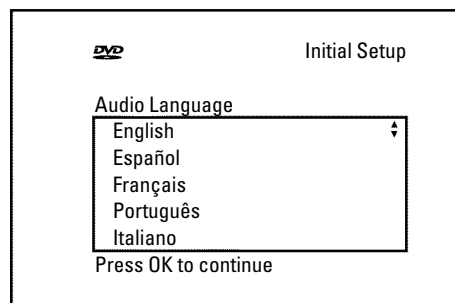 DVD
Initial Setup
Audio Language
English
Español
Français
Português
Italiano
Press OK to continue